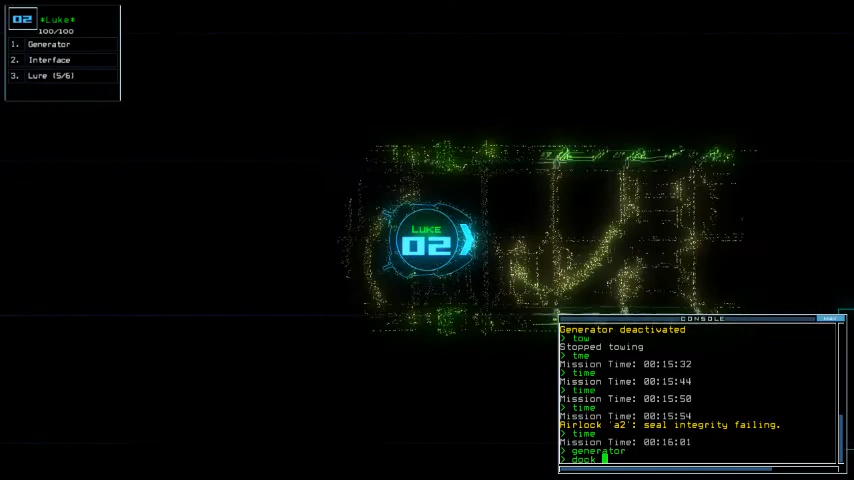 02 *Luke*
100/100
1. Generator
2. Interface
3. Lure (5/6)
LUKE
02
CONSOLE
Generator deactivated
> tow
Stopped towing
> tme
Mission Time: 00:15:32
> time
Mission Time: 00:15:44
> time
Mission Time: 00:15:50
> time
Mission Time: 00:15:54
Airlock 'a2': seal integrity failing.
> time
Mission Time: 00:16:01
> generator
> dock